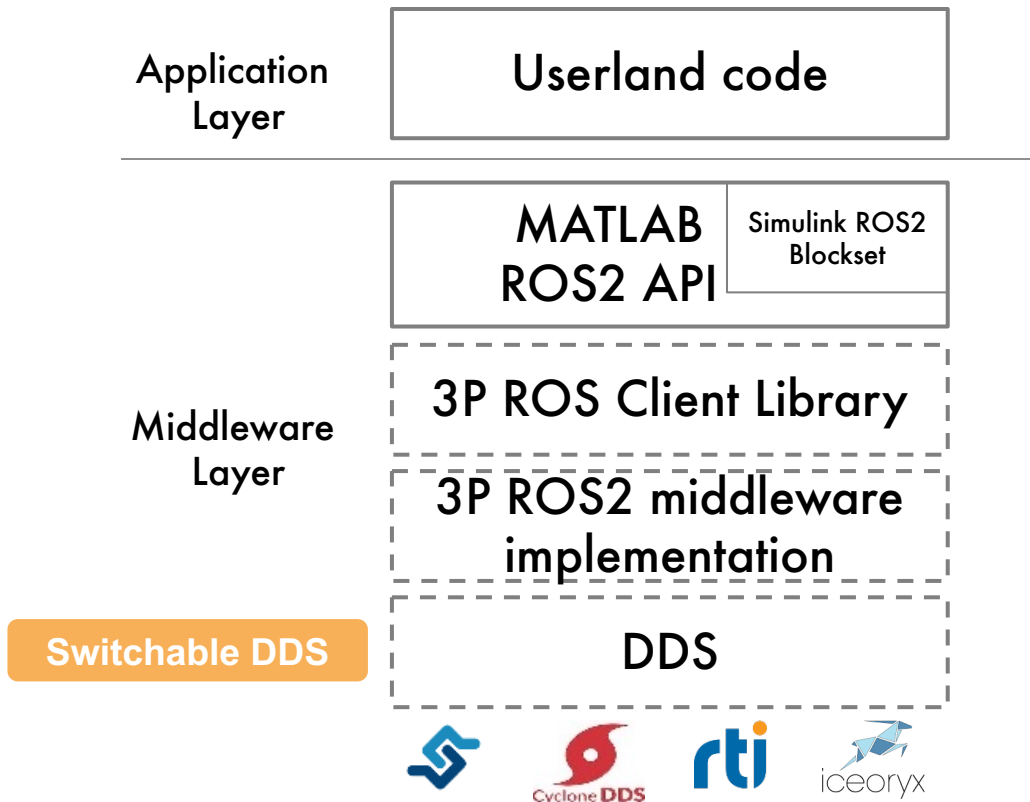 Application
Layer
Userland code
MATLAB
ROS2 API
Simulink ROS2
Blockset
Middleware
Layer
3P ROS Client Library
3P ROS2 middleware
implementation
Switchable DDS
DDS
Cyclone DDS
rti
iceoryx